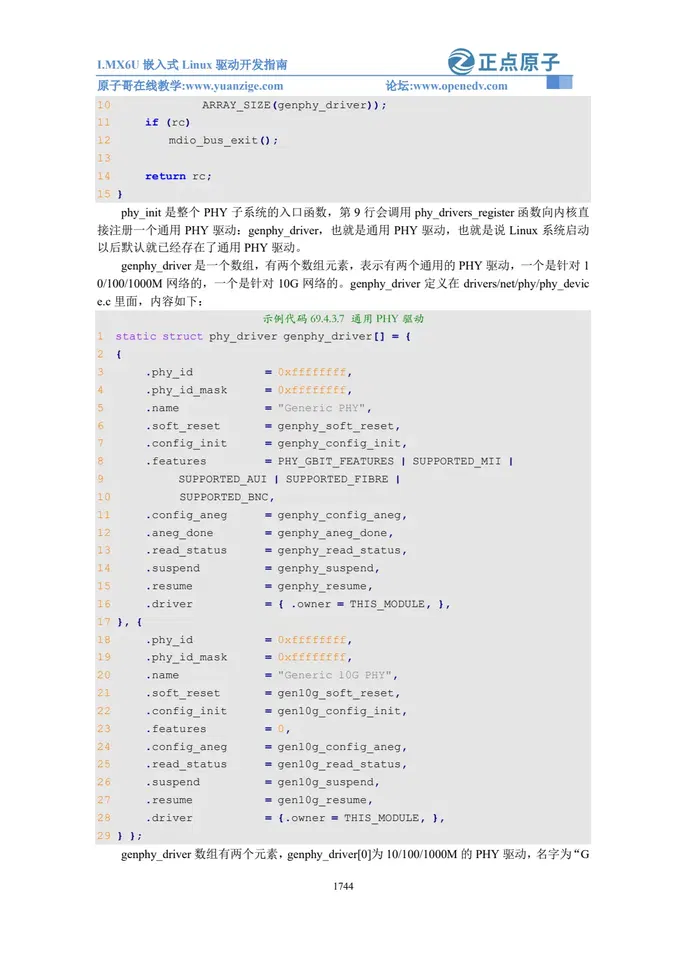 I.MX6U 嵌入式 Linux 驱动开发指南
正点原子
原子哥在线教学:www.yuanzige.com 论坛:www.openedv.com
10 ARRAY_SIZE(genphy_driver));
11 if (rc)
12 mdio_bus_exit();
13
14 return rc;
15 }
phy_init 是整个 PHY 子系统的入口函数，第 9 行会调用 phy_drivers_register 函数向内核直
接注册一个通用 PHY 驱动：genphy_driver，也就是通用 PHY 驱动，也就是说 Linux 系统启动
以后默认就已经存在了通用 PHY 驱动。
genphy_driver 是一个数组，有两个数组元素，表示有两个通用的 PHY 驱动，一个是针对 1
0/100/1000M 网络的，一个是针对 10G 网络的。genphy_driver 定义在 drivers/net/phy/phy_devic
e.c 里面，内容如下：
示例代码 69.4.3.7 通用 PHY 驱动
1 static struct phy_driver genphy_driver[] = {
2 {
3 .phy_id = 0xffffffff,
4 .phy_id_mask = 0xffffffff,
5 .name = "Generic PHY",
6 .soft_reset = genphy_soft_reset,
7 .config_init = genphy_config_init,
8 .features = PHY_GBIT_FEATURES | SUPPORTED_MII |
9 SUPPORTED_AUI | SUPPORTED_FIBRE |
10 SUPPORTED_BNC,
11 .config_aneg = genphy_config_aneg,
12 .aneg_done = genphy_aneg_done,
13 .read_status = genphy_read_status,
14 .suspend = genphy_suspend,
15 .resume = genphy_resume,
16 .driver = { .owner = THIS_MODULE, },
17 }, {
18 .phy_id = 0xffffffff,
19 .phy_id_mask = 0xffffffff,
20 .name = "Generic 10G PHY",
21 .soft_reset = gen10g_soft_reset,
22 .config_init = gen10g_config_init,
23 .features = 0,
24 .config_aneg = gen10g_config_aneg,
25 .read_status = gen10g_read_status,
26 .suspend = gen10g_suspend,
27 .resume = gen10g_resume,
28 .driver = {.owner = THIS_MODULE, },
29 } };
genphy_driver 数组有两个元素，genphy_driver[0]为 10/100/1000M 的 PHY 驱动，名字为“G
1744